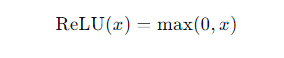 ReLU(x) = max(0, x)